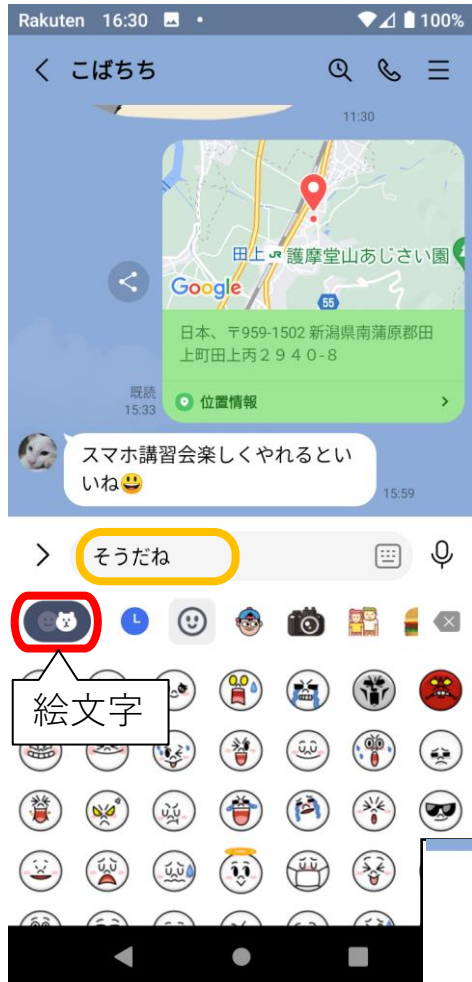 Rakuten 16:30 100%
こばちち
11:30
田上 JR 護摩堂山あじさい園
Google
55
日本、〒959-1502 新潟県南蒲原郡田
上町田上丙２９４０-８
既読
15:33
位置情報
スマホ講習会楽しくやれるとい
いね😃
15:59
そうだね
絵文字